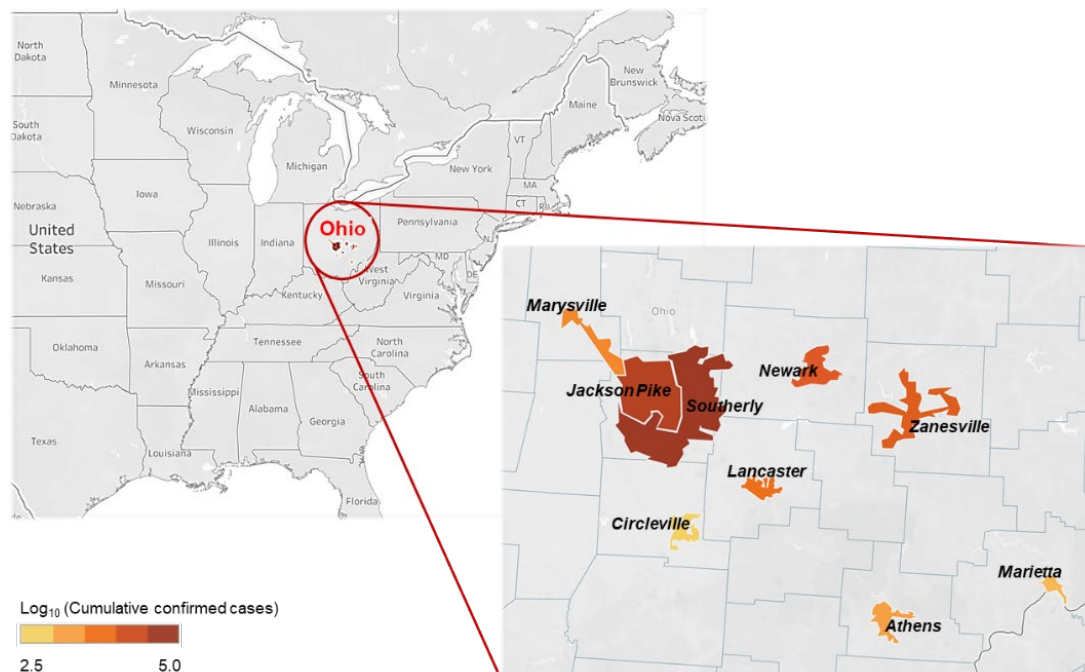 North
Dakota
Minnesota
New
Brunswick
Maine
Nova Scoti
South
Dakota
Wisconsin
VT
Michigan
New York
MA
CT
RI
Iowa
Nebraska
United
States
Ohio
Pennsylvania
NJ
Illinois
Indiana
MD
DE
West
Virginia
Kansas
Missouri
Kentucky
Virginia
Oklahoma
Tennessee
North
Carolina
Arkansas
South
Carolina
Mississippi
Alabama
Georgia
Texas
Louisiana
Florida
Ohio
Marysville
Newark
Jackson Pike
Southerly
Zanesville
Lancaster
Circleville
Marietta
Athens
Log₁₀ (Cumulative confirmed cases)
2.5 5.0